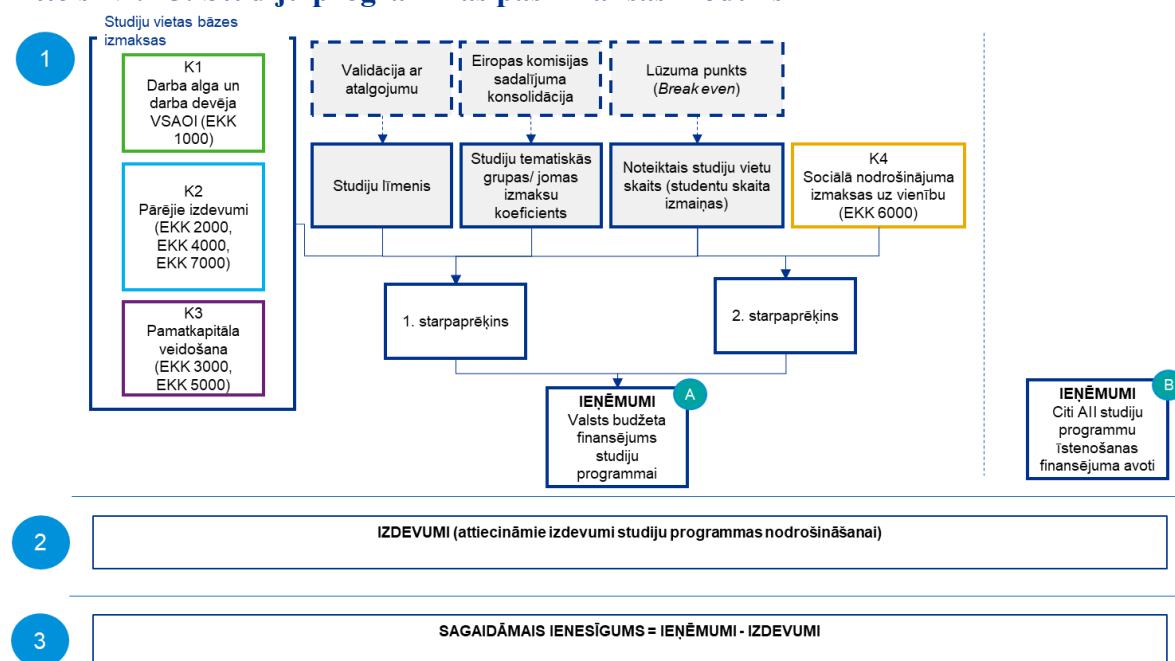 Studiju vietas bāzes
izmaksas
1
K1
Darba alga un
darba devēja
VSAOI (EKK
1000)
K2
Pārējie izdevumi
(EKK 2000,
EKK 4000,
EKK 7000)
K3
Pamatkapitāla
veidošana
(EKK 3000,
EKK 5000)
Validācija ar
atalgojumu
Eiropas komisijas
sadalījuma
konsolidācija
Lūzuma punkts
(Break even)
Studiju līmenis
Studiju tematiskās
grupas/ jomas
izmaksu
koeficients
Noteiktais studiju vietu
skaits (studentu skaita
izmaiņas)
K4
Sociālā nodrošinājuma
izmaksas uz vienību
(EKK 6000)
1. starpaprēķins
2. starpaprēķins
A
IEŅĒMUMI
Valsts budžeta
finansējums
studiju
programmai
B
IEŅĒMUMI
Citi AII studiju
programmu
īstenošanas
finansējuma avoti
2
IZDEVUMI (attiecināmie izdevumi studiju programmas nodrošināšanai)
3
SAGAIDĀMAIS IENESĪGUMS = IEŅĒMUMI - IZDEVUMI